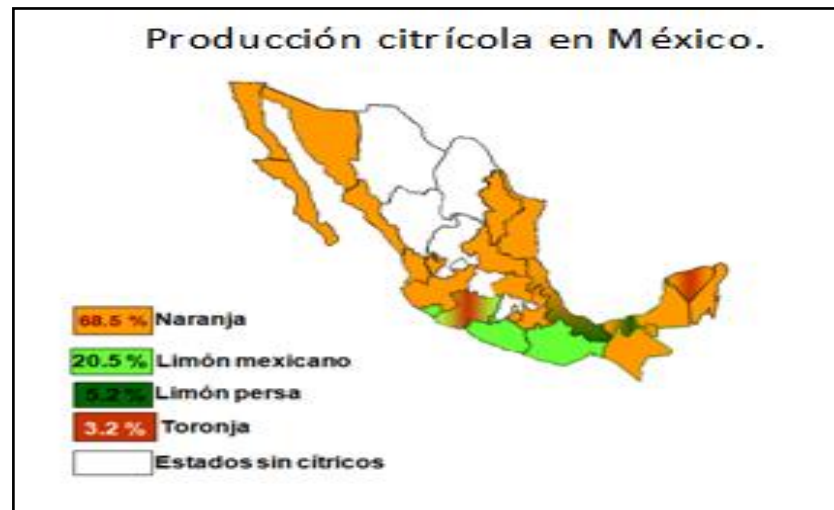 Producción citrícola en México.
68.5 % Naranja
20.5 % Limón mexicano
5.2 % Limón persa
3.2 % Toronja
Estados sin cítricos